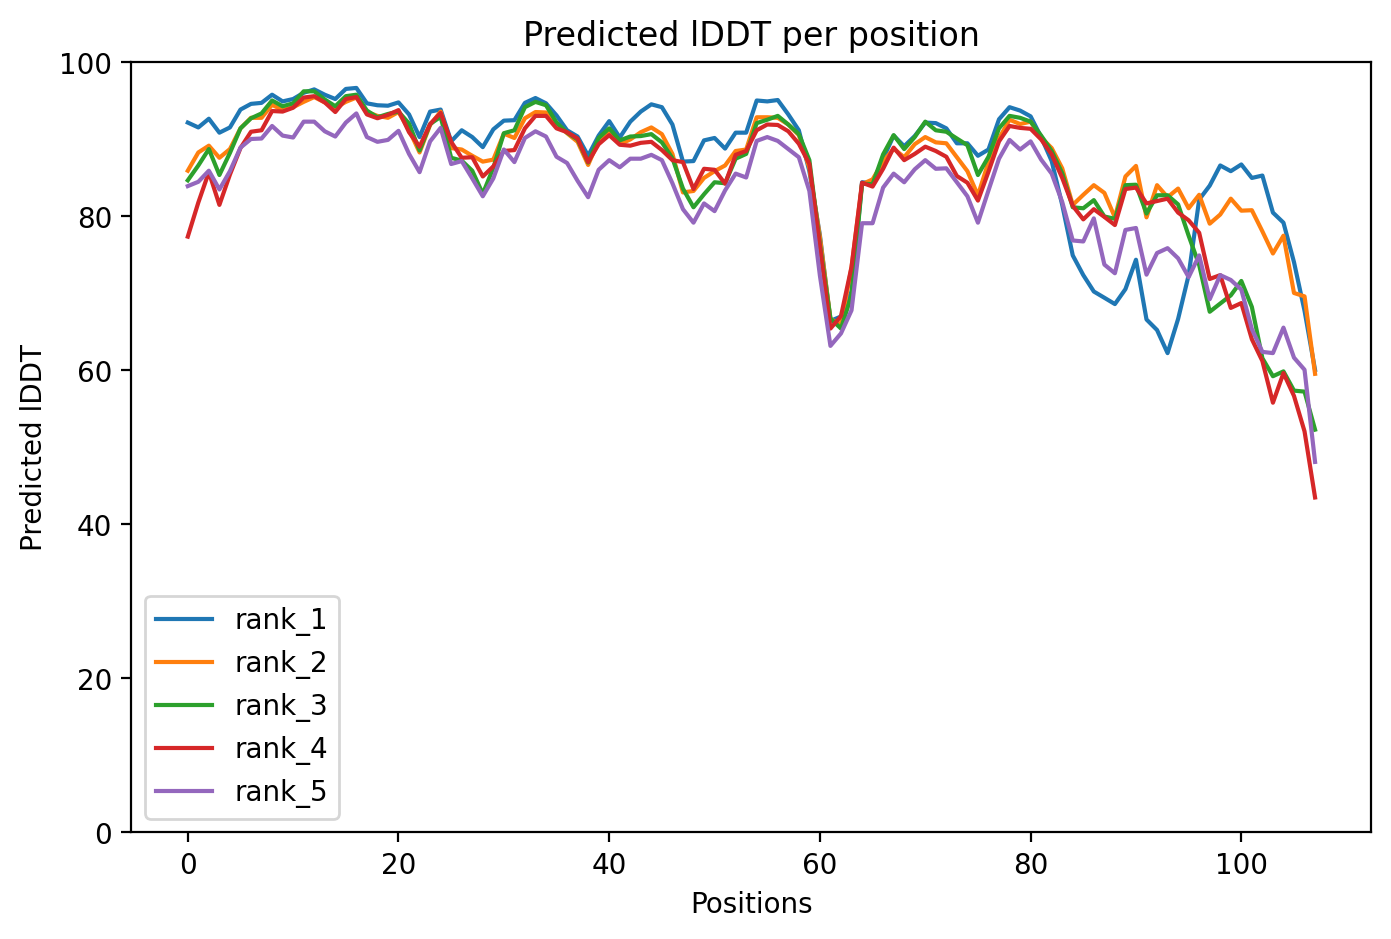 Predicted lDDT per position
Predicted lDDT
100
80
60
40
20
0
rank_1
rank_2
rank_3
rank_4
rank_5
0 20 40 60 80 100
Positions